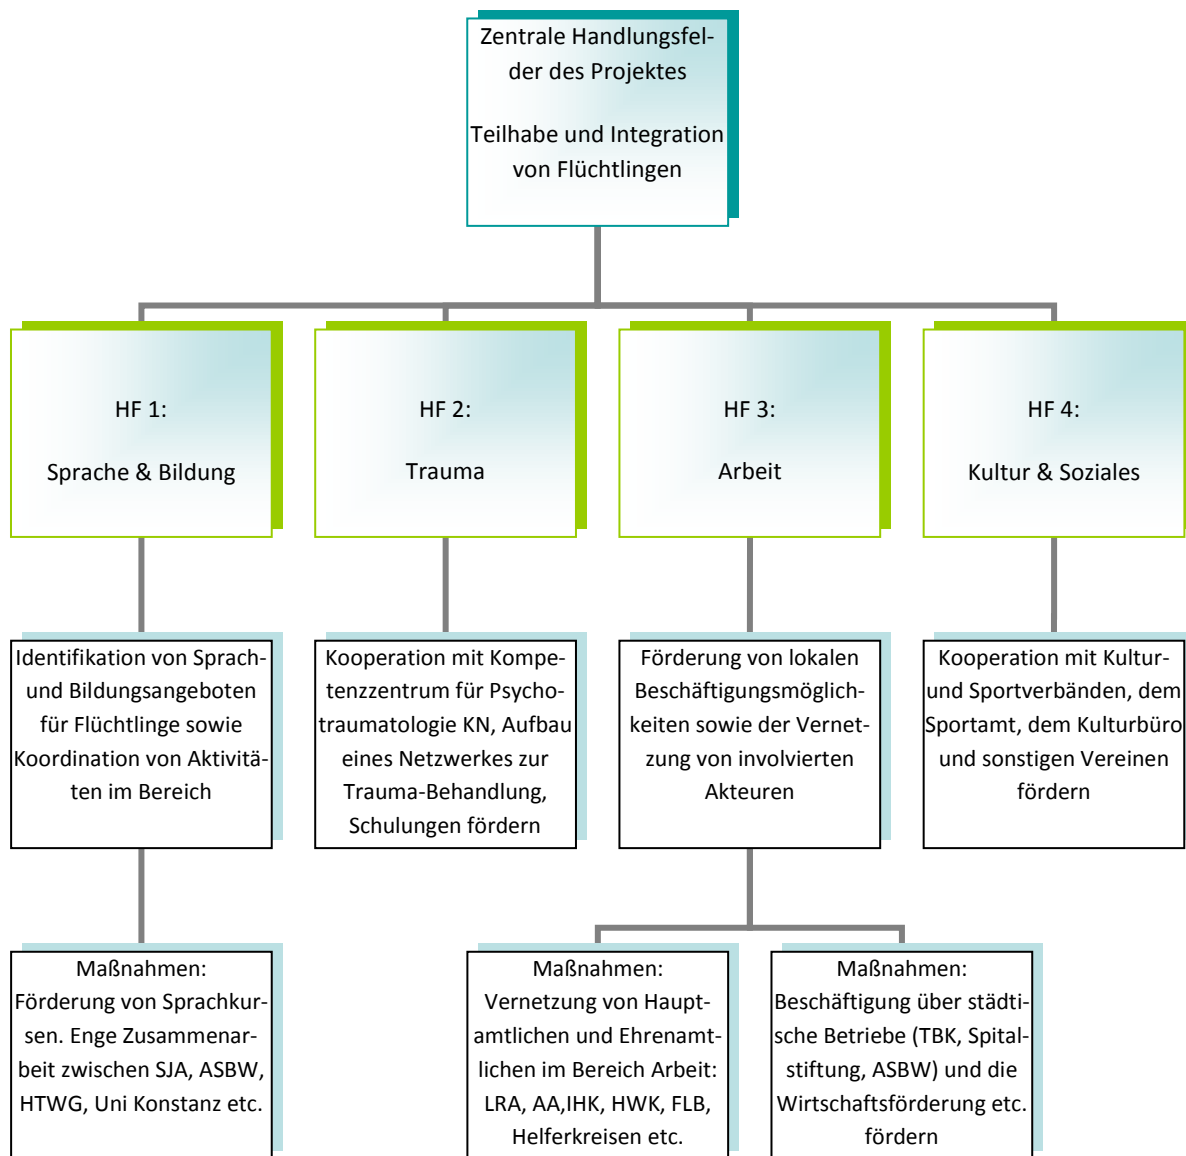 Zentrale Handlungsfel-
der des Projektes
Teilhabe und Integration
von Flüchtlingen
HF 1:
Sprache & Bildung
HF 2:
Trauma
HF 3:
Arbeit
HF 4:
Kultur & Soziales
Identifikation von Sprach-
und Bildungsangeboten
für Flüchtlinge sowie
Koordination von Aktivitä-
ten im Bereich
Kooperation mit Kompe-
tenzzentrum für Psycho-
traumatologie KN, Aufbau
eines Netzwerkes zur
Trauma-Behandlung,
Schulungen fördern
Förderung von lokalen
Beschäftigungsmöglich-
keiten sowie der Vernet-
zung von involvierten
Akteuren
Kooperation mit Kultur-
und Sportverbänden, dem
Sportamt, dem Kulturbüro
und sonstigen Vereinen
fördern
Maßnahmen:
Förderung von Sprachkur-
sen. Enge Zusammenar-
beit zwischen SJA, ASBW,
HTWG, Uni Konstanz etc.
Maßnahmen:
Vernetzung von Haupt-
amtlichen und Ehrenamt-
lichen im Bereich Arbeit:
LRA, AA,IHK, HWK, FLB,
Helferkreisen etc.
Maßnahmen:
Beschäftigung über städti-
sche Betriebe (TBK, Spital-
stiftung, ASBW) und die
Wirtschaftsförderung etc.
fördern